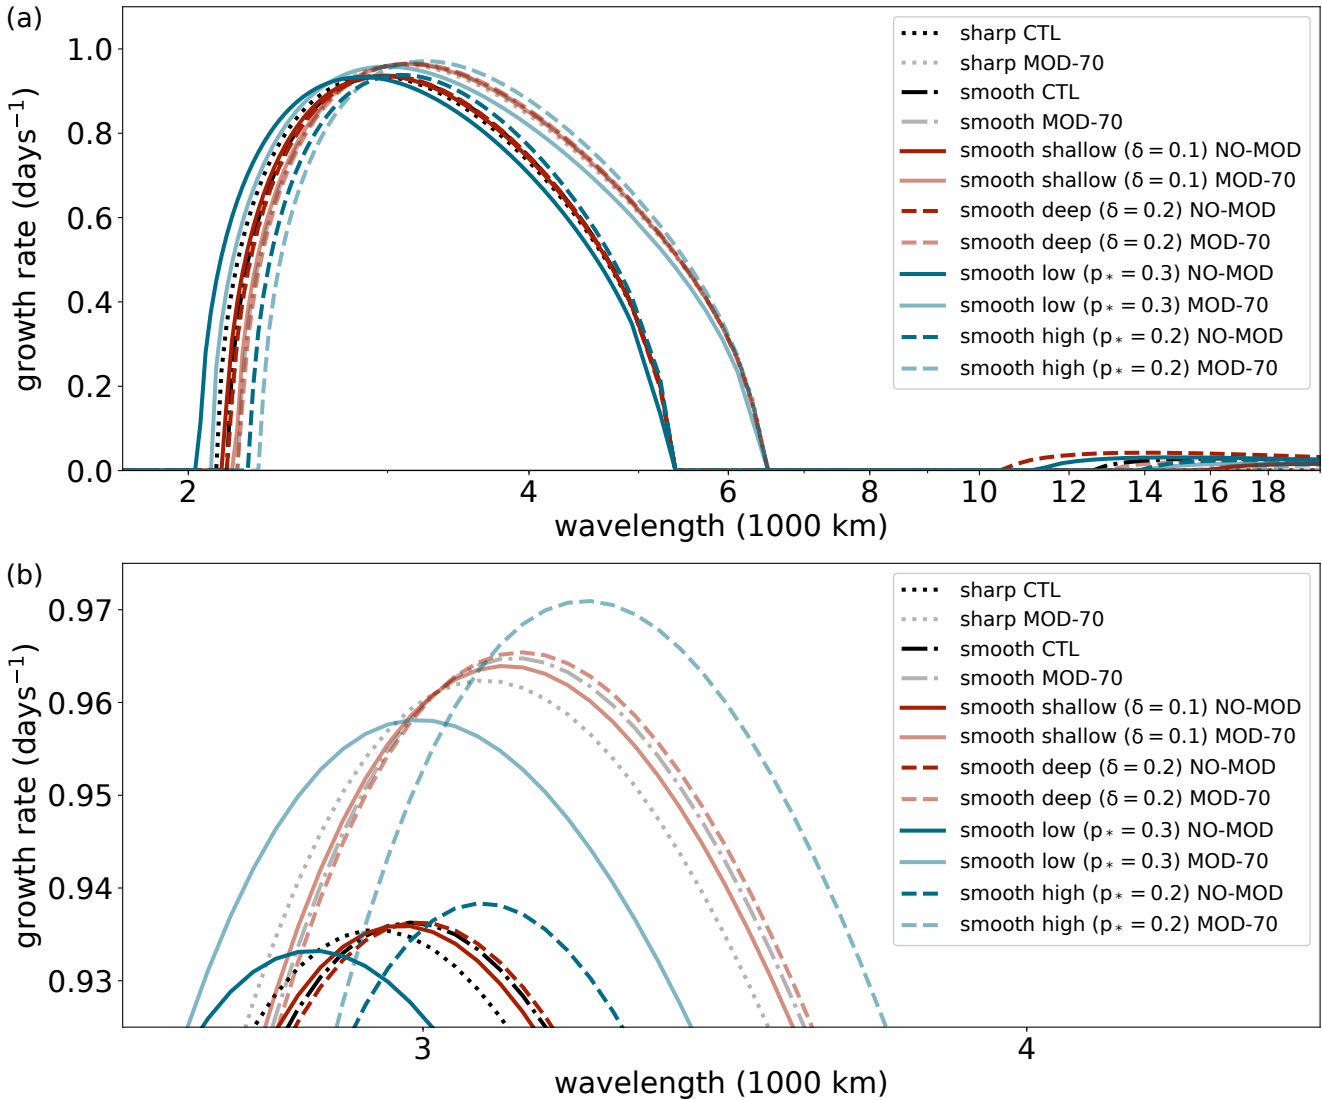 (a)
growth rate (days⁻¹)
1.0
0.8
0.6
0.4
0.2
0.0
sharp CTL
sharp MOD-70
smooth CTL
smooth MOD-70
smooth shallow (δ = 0.1) NO-MOD
smooth shallow (δ = 0.1) MOD-70
smooth deep (δ = 0.2) NO-MOD
smooth deep (δ = 0.2) MOD-70
smooth low (p* = 0.3) NO-MOD
smooth low (p* = 0.3) MOD-70
smooth high (p* = 0.2) NO-MOD
smooth high (p* = 0.2) MOD-70
2 4 6 8 10 12 14 16 18
wavelength (1000 km)
(b)
growth rate (days⁻¹)
0.97
0.96
0.95
0.94
0.93
sharp CTL
sharp MOD-70
smooth CTL
smooth MOD-70
smooth shallow (δ = 0.1) NO-MOD
smooth shallow (δ = 0.1) MOD-70
smooth deep (δ = 0.2) NO-MOD
smooth deep (δ = 0.2) MOD-70
smooth low (p* = 0.3) NO-MOD
smooth low (p* = 0.3) MOD-70
smooth high (p* = 0.2) NO-MOD
smooth high (p* = 0.2) MOD-70
3 4
wavelength (1000 km)